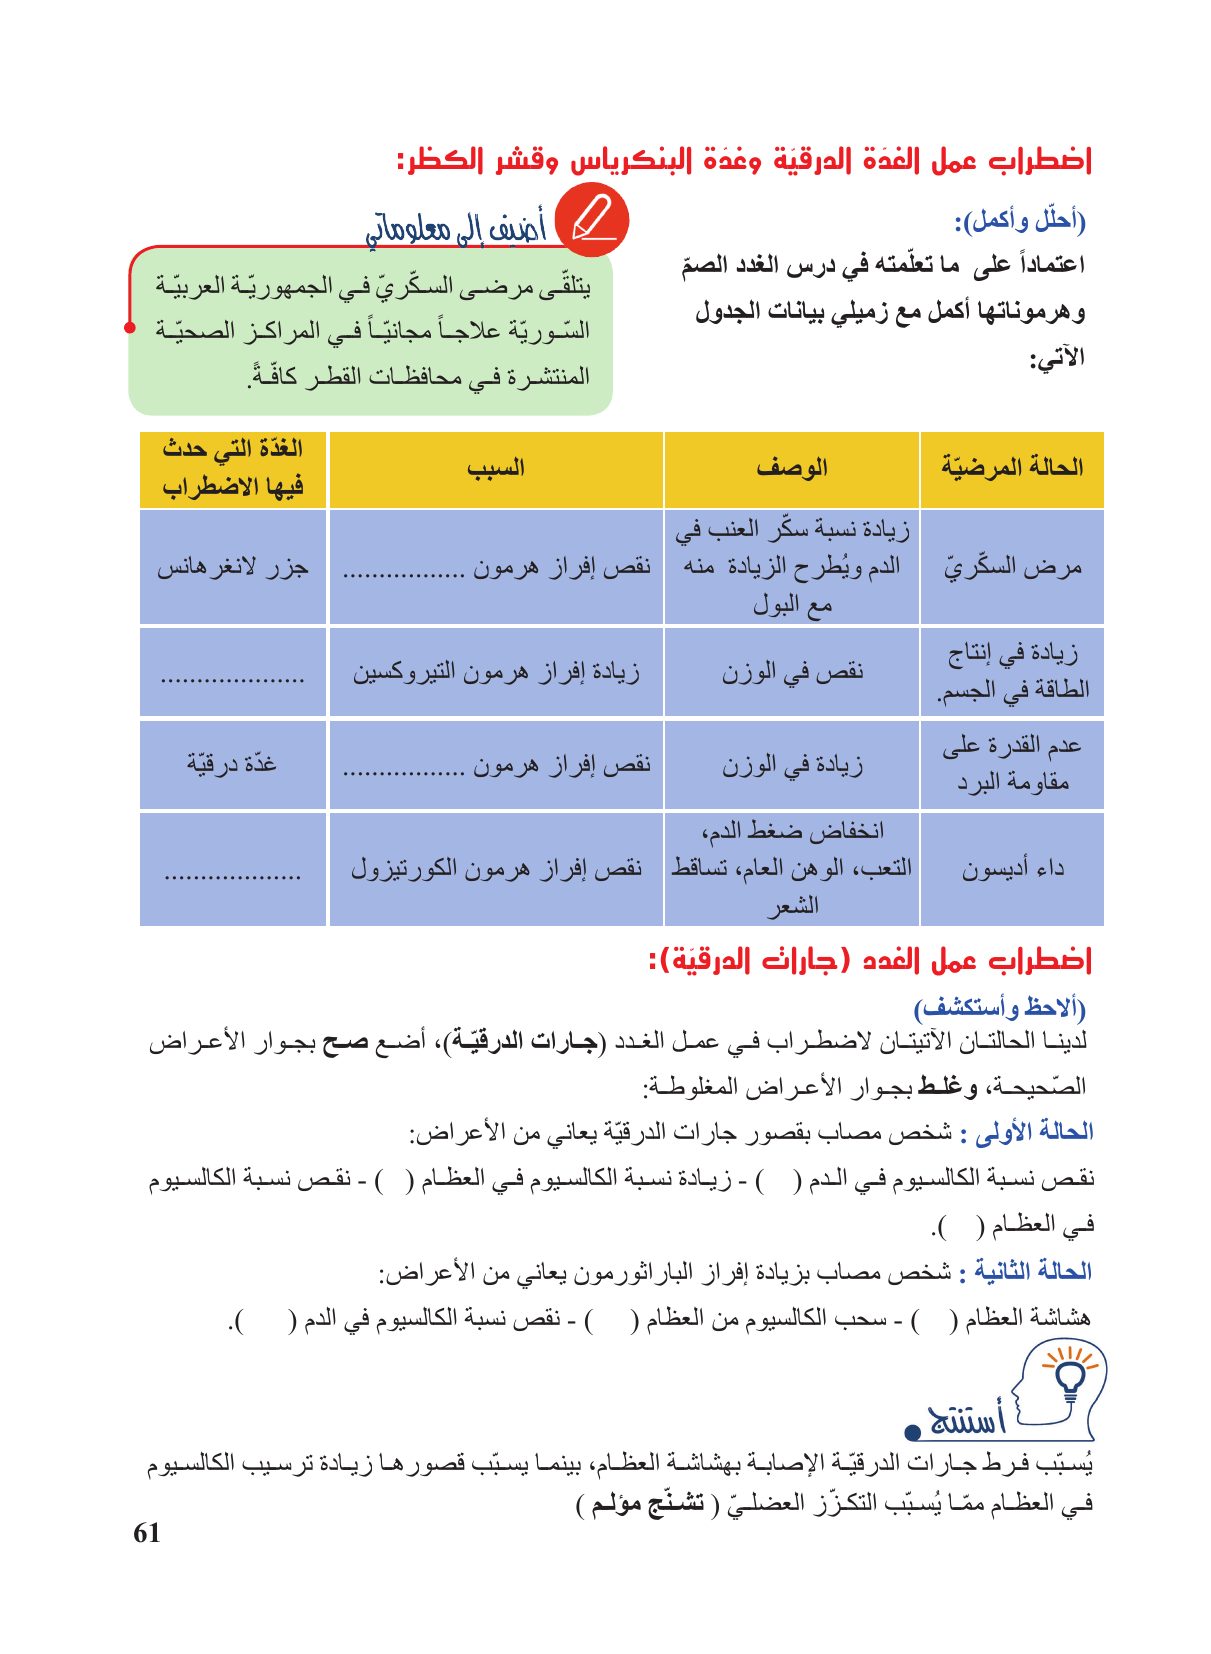 اضطراب عمل الغدّة الدرقيّة وغدّة البنكرياس وقشر الكظر:
(أحلّل وأكمل):
اعتماداً على ما تعلّمته في درس الغدد الصمّ
وهرموناتها أكمل مع زميلي بيانات الجدول
الآتي:
أضيف إلى معلوماتي
يتلقّى مرضى السكّريّ في الجمهوريّة العربيّة
السّوريّة علاجاً مجانيّاً في المراكز الصحيّة
المنتشرة في محافظات القطر كافّةً.
الحالة المرضيّة
الوصف
السبب
الغدّة التي حدث
فيها الاضطراب
مرض السكّريّ
زيادة نسبة سكّر العنب في
الدم ويُطرح الزيادة منه
مع البول
نقص إفراز هرمون .................
جزر لانغرهانس
زيادة في إنتاج
الطاقة في الجسم.
نقص في الوزن
زيادة إفراز هرمون التيروكسين
....................
عدم القدرة على
مقاومة البرد
زيادة في الوزن
نقص إفراز هرمون .................
غدّة درقيّة
داء أديسون
انخفاض ضغط الدم،
التعب، الوهن العام، تساقط
الشعر
نقص إفراز هرمون الكورتيزول
...................
اضطراب عمل الغدد (جارات الدرقيّة):
(ألاحظ وأستكشف)
لدينا الحالتان الآتيتان لاضطراب في عمل الغدد (جارات الدرقيّة)، أضع صح بجوار الأعراض
الصّحيحة، وغلط بجوار الأعراض المغلوطة:
الحالة الأولى : شخص مصاب بقصور جارات الدرقيّة يعاني من الأعراض:
نقص نسبة الكالسيوم في الدم (    ) - زيادة نسبة الكالسيوم في العظام (    ) - نقص نسبة الكالسيوم
في العظام (    ).
الحالة الثانية : شخص مصاب بزيادة إفراز الباراثورمون يعاني من الأعراض:
هشاشة العظام (    ) - سحب الكالسيوم من العظام (    ) - نقص نسبة الكالسيوم في الدم (    ).
أستنتج
يُسبّب فرط جارات الدرقيّة الإصابة بهشاشة العظام، بينما يسبّب قصورها زيادة ترسيب الكالسيوم
في العظام ممّا يُسبّب التكزّز العضليّ ( تشنّج مؤلم )
61